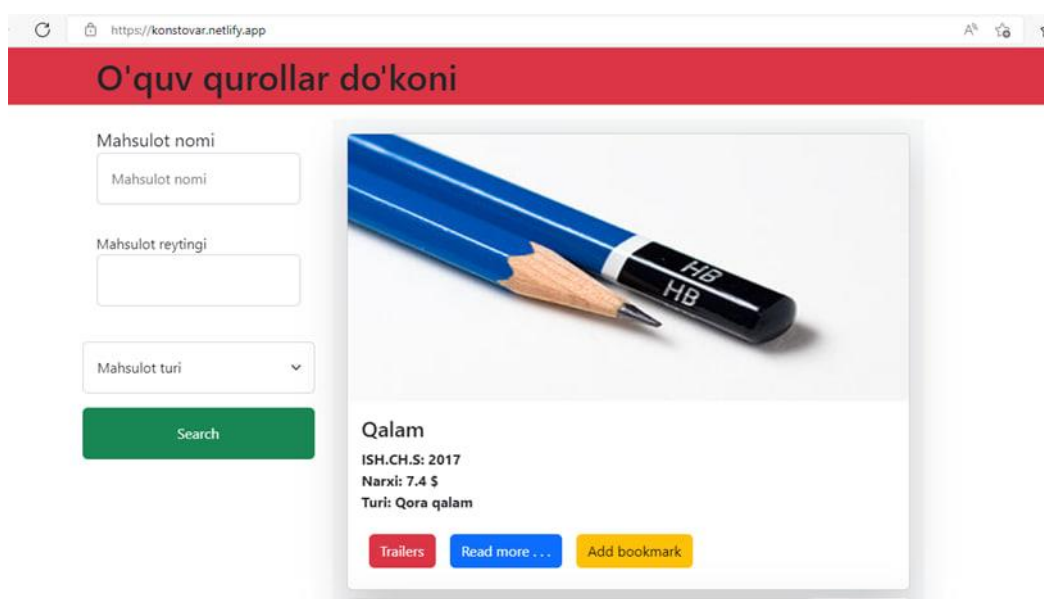 https://konstovar.netlify.app
O'quv qurollar do'koni
Mahsulot nomi
Mahsulot nomi
Mahsulot reytingi
Mahsulot turi
Search
HB
HB
Qalam
ISH.CH.S: 2017
Narxi: 7.4 $
Turi: Qora qalam
Trailers
Read more . . .
Add bookmark